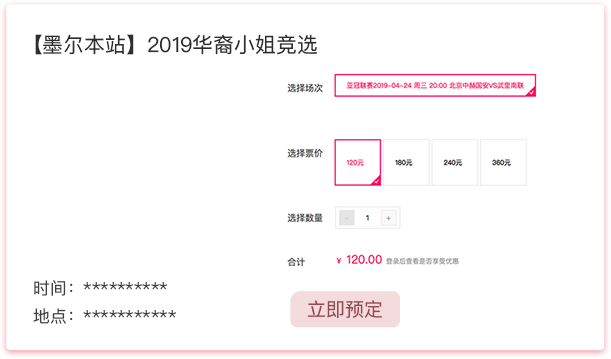 【墨尔本站】2019华裔小姐竞选
选择场次 亚冠联赛2019-04-24 周三 20:00 北京中赫国安VS武里南联
选择票价 120元 180元 240元 360元
选择数量 - 1 +
合计 ¥ 120.00 登录后查看是否享受优惠
时间：**********
地点：***********
立即预定